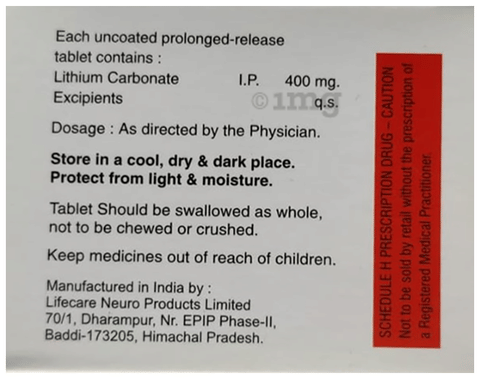 Each uncoated prolonged-release
tablet contains :
Lithium Carbonate I.P. 400 mg.
Excipients q.s.
©1mg
Dosage : As directed by the Physician.
Store in a cool, dry & dark place.
Protect from light & moisture.
Tablet Should be swallowed as whole,
not to be chewed or crushed.
Keep medicines out of reach of children.
Manufactured in India by :
Lifecare Neuro Products Limited
70/1, Dharampur, Nr. EPIP Phase-II,
Baddi-173205, Himachal Pradesh.
SCHEDULE H PRESCRIPTION DRUG – CAUTION
Not to be sold by retail without the prescription of
a Registered Medical Practitioner.